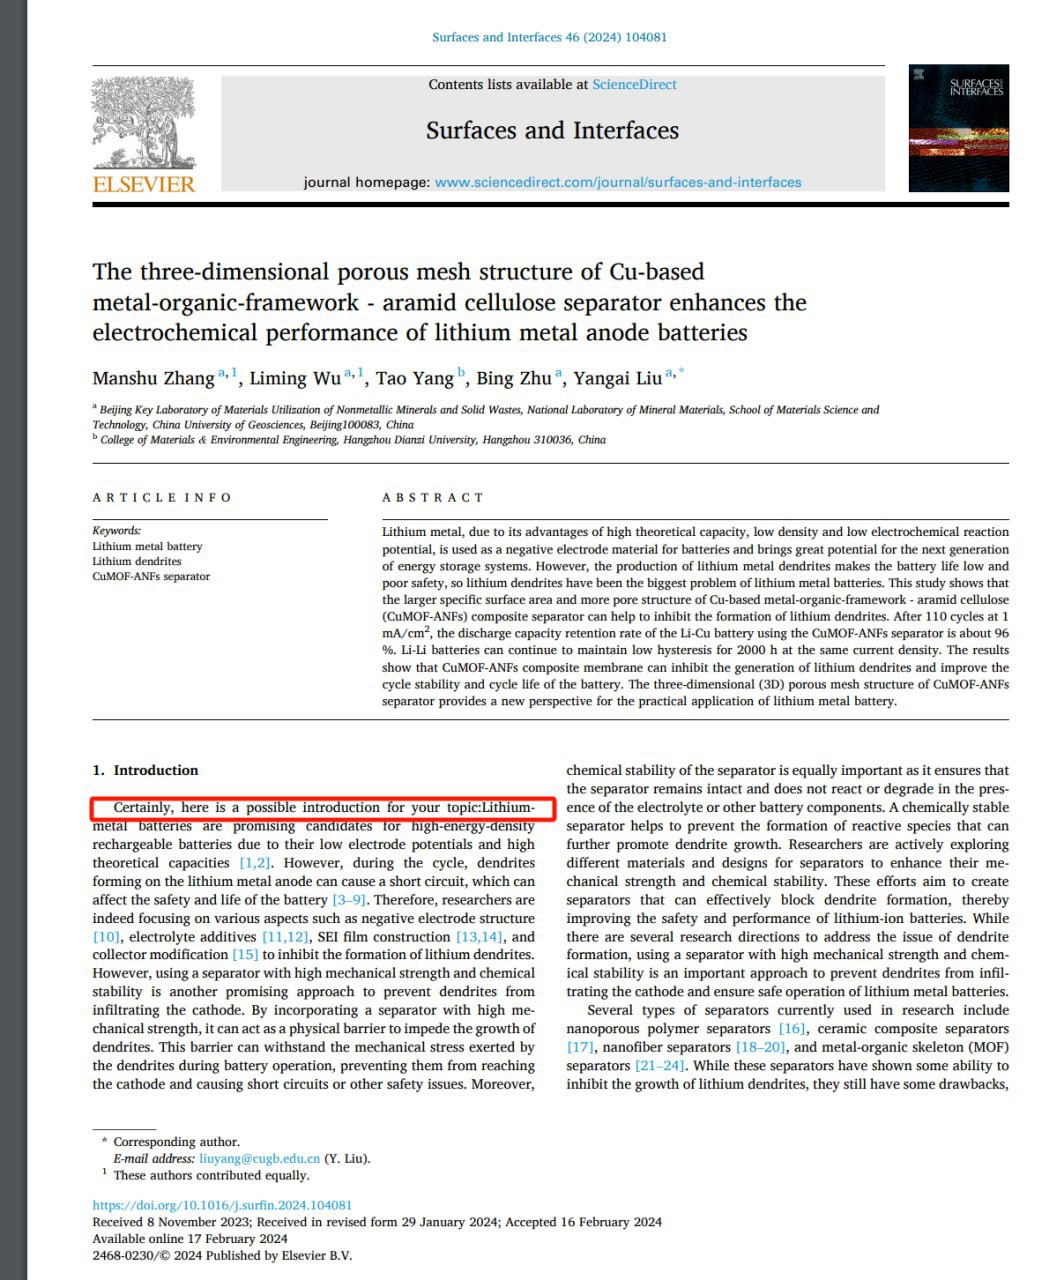 Surfaces and Interfaces 46 (2024) 104081
Contents lists available at ScienceDirect
Surfaces and Interfaces
journal homepage: www.sciencedirect.com/journal/surfaces-and-interfaces
ELSEVIER
SURFACES AND
INTERFACES
The three-dimensional porous mesh structure of Cu-based
metal-organic-framework - aramid cellulose separator enhances the
electrochemical performance of lithium metal anode batteries
Manshu Zhang a,1, Liming Wu a,1, Tao Yang b, Bing Zhu a, Yangai Liu a,*
a Beijing Key Laboratory of Materials Utilization of Nonmetallic Minerals and Solid Wastes, National Laboratory of Mineral Materials, School of Materials Science and
Technology, China University of Geosciences, Beijing100083, China
b College of Materials & Environmental Engineering, Hangzhou Dianzi University, Hangzhou 310036, China
ARTICLE INFO
Keywords:
Lithium metal battery
Lithium dendrites
CuMOF-ANFs separator
ABSTRACT
Lithium metal, due to its advantages of high theoretical capacity, low density and low electrochemical reaction
potential, is used as a negative electrode material for batteries and brings great potential for the next generation
of energy storage systems. However, the production of lithium metal dendrites makes the battery life low and
poor safety, so lithium dendrites have been the biggest problem of lithium metal batteries. This study shows that
the larger specific surface area and more pore structure of Cu-based metal-organic-framework - aramid cellulose
(CuMOF-ANFs) composite separator can help to inhibit the formation of lithium dendrites. After 110 cycles at 1
mA/cm², the discharge capacity retention rate of the Li-Cu battery using the CuMOF-ANFs separator is about 96
%. Li-Li batteries can continue to maintain low hysteresis for 2000 h at the same current density. The results
show that CuMOF-ANFs composite membrane can inhibit the generation of lithium dendrites and improve the
cycle stability and cycle life of the battery. The three-dimensional (3D) porous mesh structure of CuMOF-ANFs
separator provides a new perspective for the practical application of lithium metal battery.
1. Introduction
Certainly, here is a possible introduction for your topic:Lithium-
metal batteries are promising candidates for high-energy-density
rechargeable batteries due to their low electrode potentials and high
theoretical capacities [1,2]. However, during the cycle, dendrites
forming on the lithium metal anode can cause a short circuit, which can
affect the safety and life of the battery [3–9]. Therefore, researchers are
indeed focusing on various aspects such as negative electrode structure
[10], electrolyte additives [11,12], SEI film construction [13,14], and
collector modification [15] to inhibit the formation of lithium dendrites.
However, using a separator with high mechanical strength and chemical
stability is another promising approach to prevent dendrites from
infiltrating the cathode. By incorporating a separator with high me-
chanical strength, it can act as a physical barrier to impede the growth of
dendrites. This barrier can withstand the mechanical stress exerted by
the dendrites during battery operation, preventing them from reaching
the cathode and causing short circuits or other safety issues. Moreover,
chemical stability of the separator is equally important as it ensures that
the separator remains intact and does not react or degrade in the pres-
ence of the electrolyte or other battery components. A chemically stable
separator helps to prevent the formation of reactive species that can
further promote dendrite growth. Researchers are actively exploring
different materials and designs for separators to enhance their me-
chanical strength and chemical stability. These efforts aim to create
separators that can effectively block dendrite formation, thereby
improving the safety and performance of lithium-ion batteries. While
there are several research directions to address the issue of dendrite
formation, using a separator with high mechanical strength and chem-
ical stability is an important approach to prevent dendrites from infil-
trating the cathode and ensure safe operation of lithium metal batteries.
Several types of separators currently used in research include
nanoporous polymer separators [16], ceramic composite separators
[17], nanofiber separators [18–20], and metal-organic skeleton (MOF)
separators [21–24]. While these separators have shown some ability to
inhibit the growth of lithium dendrites, they still have some drawbacks,
* Corresponding author.
E-mail address: liuyang@cugb.edu.cn (Y. Liu).
1 These authors contributed equally.
https://doi.org/10.1016/j.surfin.2024.104081
Received 8 November 2023; Received in revised form 29 January 2024; Accepted 16 February 2024
Available online 17 February 2024
2468-0230/© 2024 Published by Elsevier B.V.